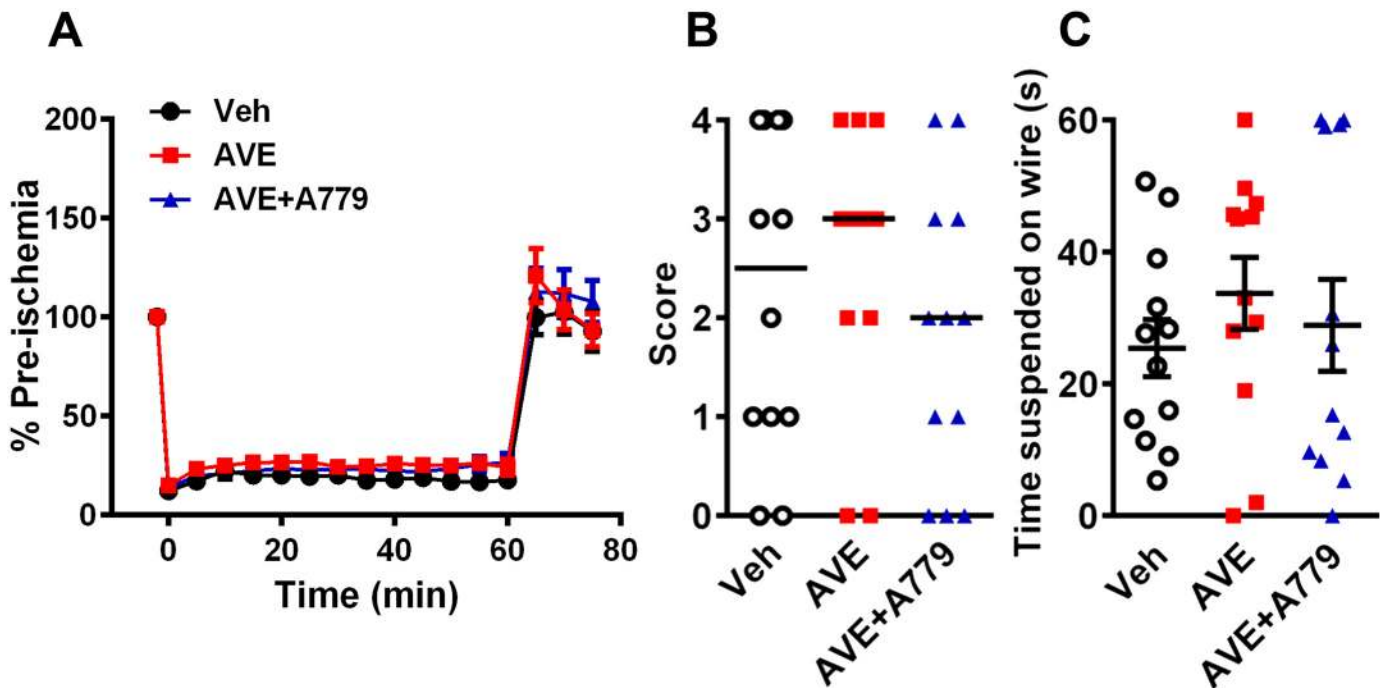 A
B
C
Veh
AVE
AVE+A779
% Pre-ischemia
200
150
100
50
0
0
20
40
60
80
Time (min)
Score
4
3
2
1
0
Veh
AVE
AVE+A779
Time suspended on wire (s)
60
40
20
0
Veh
AVE
AVE+A779